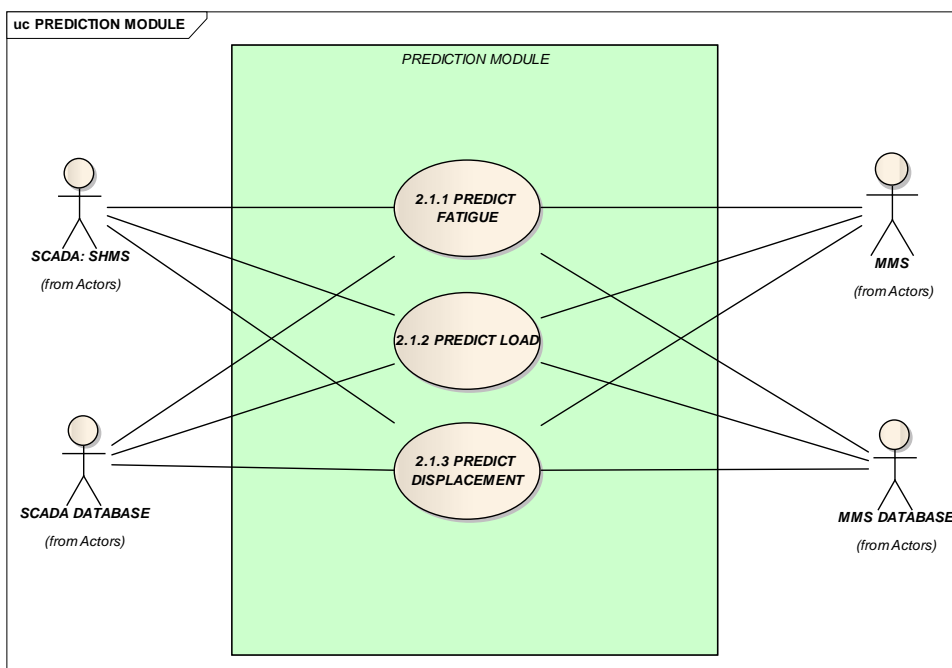 uc PREDICTION MODULE
PREDICTION MODULE
2.1.1 PREDICT
FATIGUE
SCADA: SHMS
(from Actors)
MMS
(from Actors)
2.1.2 PREDICT LOAD
2.1.3 PREDICT
DISPLACEMENT
SCADA DATABASE
(from Actors)
MMS DATABASE
(from Actors)